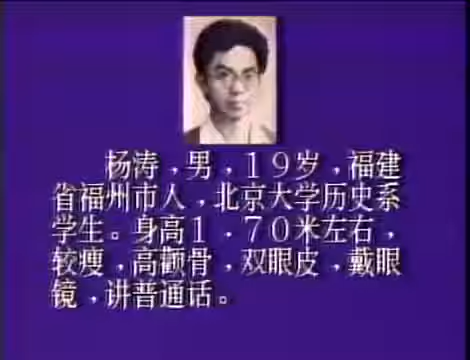 杨涛，男，１９岁，福建
省福州市人，北京大学历史系
学生。身高１．７０米左右，
较瘦，高颧骨，双眼皮，戴眼
镜，讲普通话。